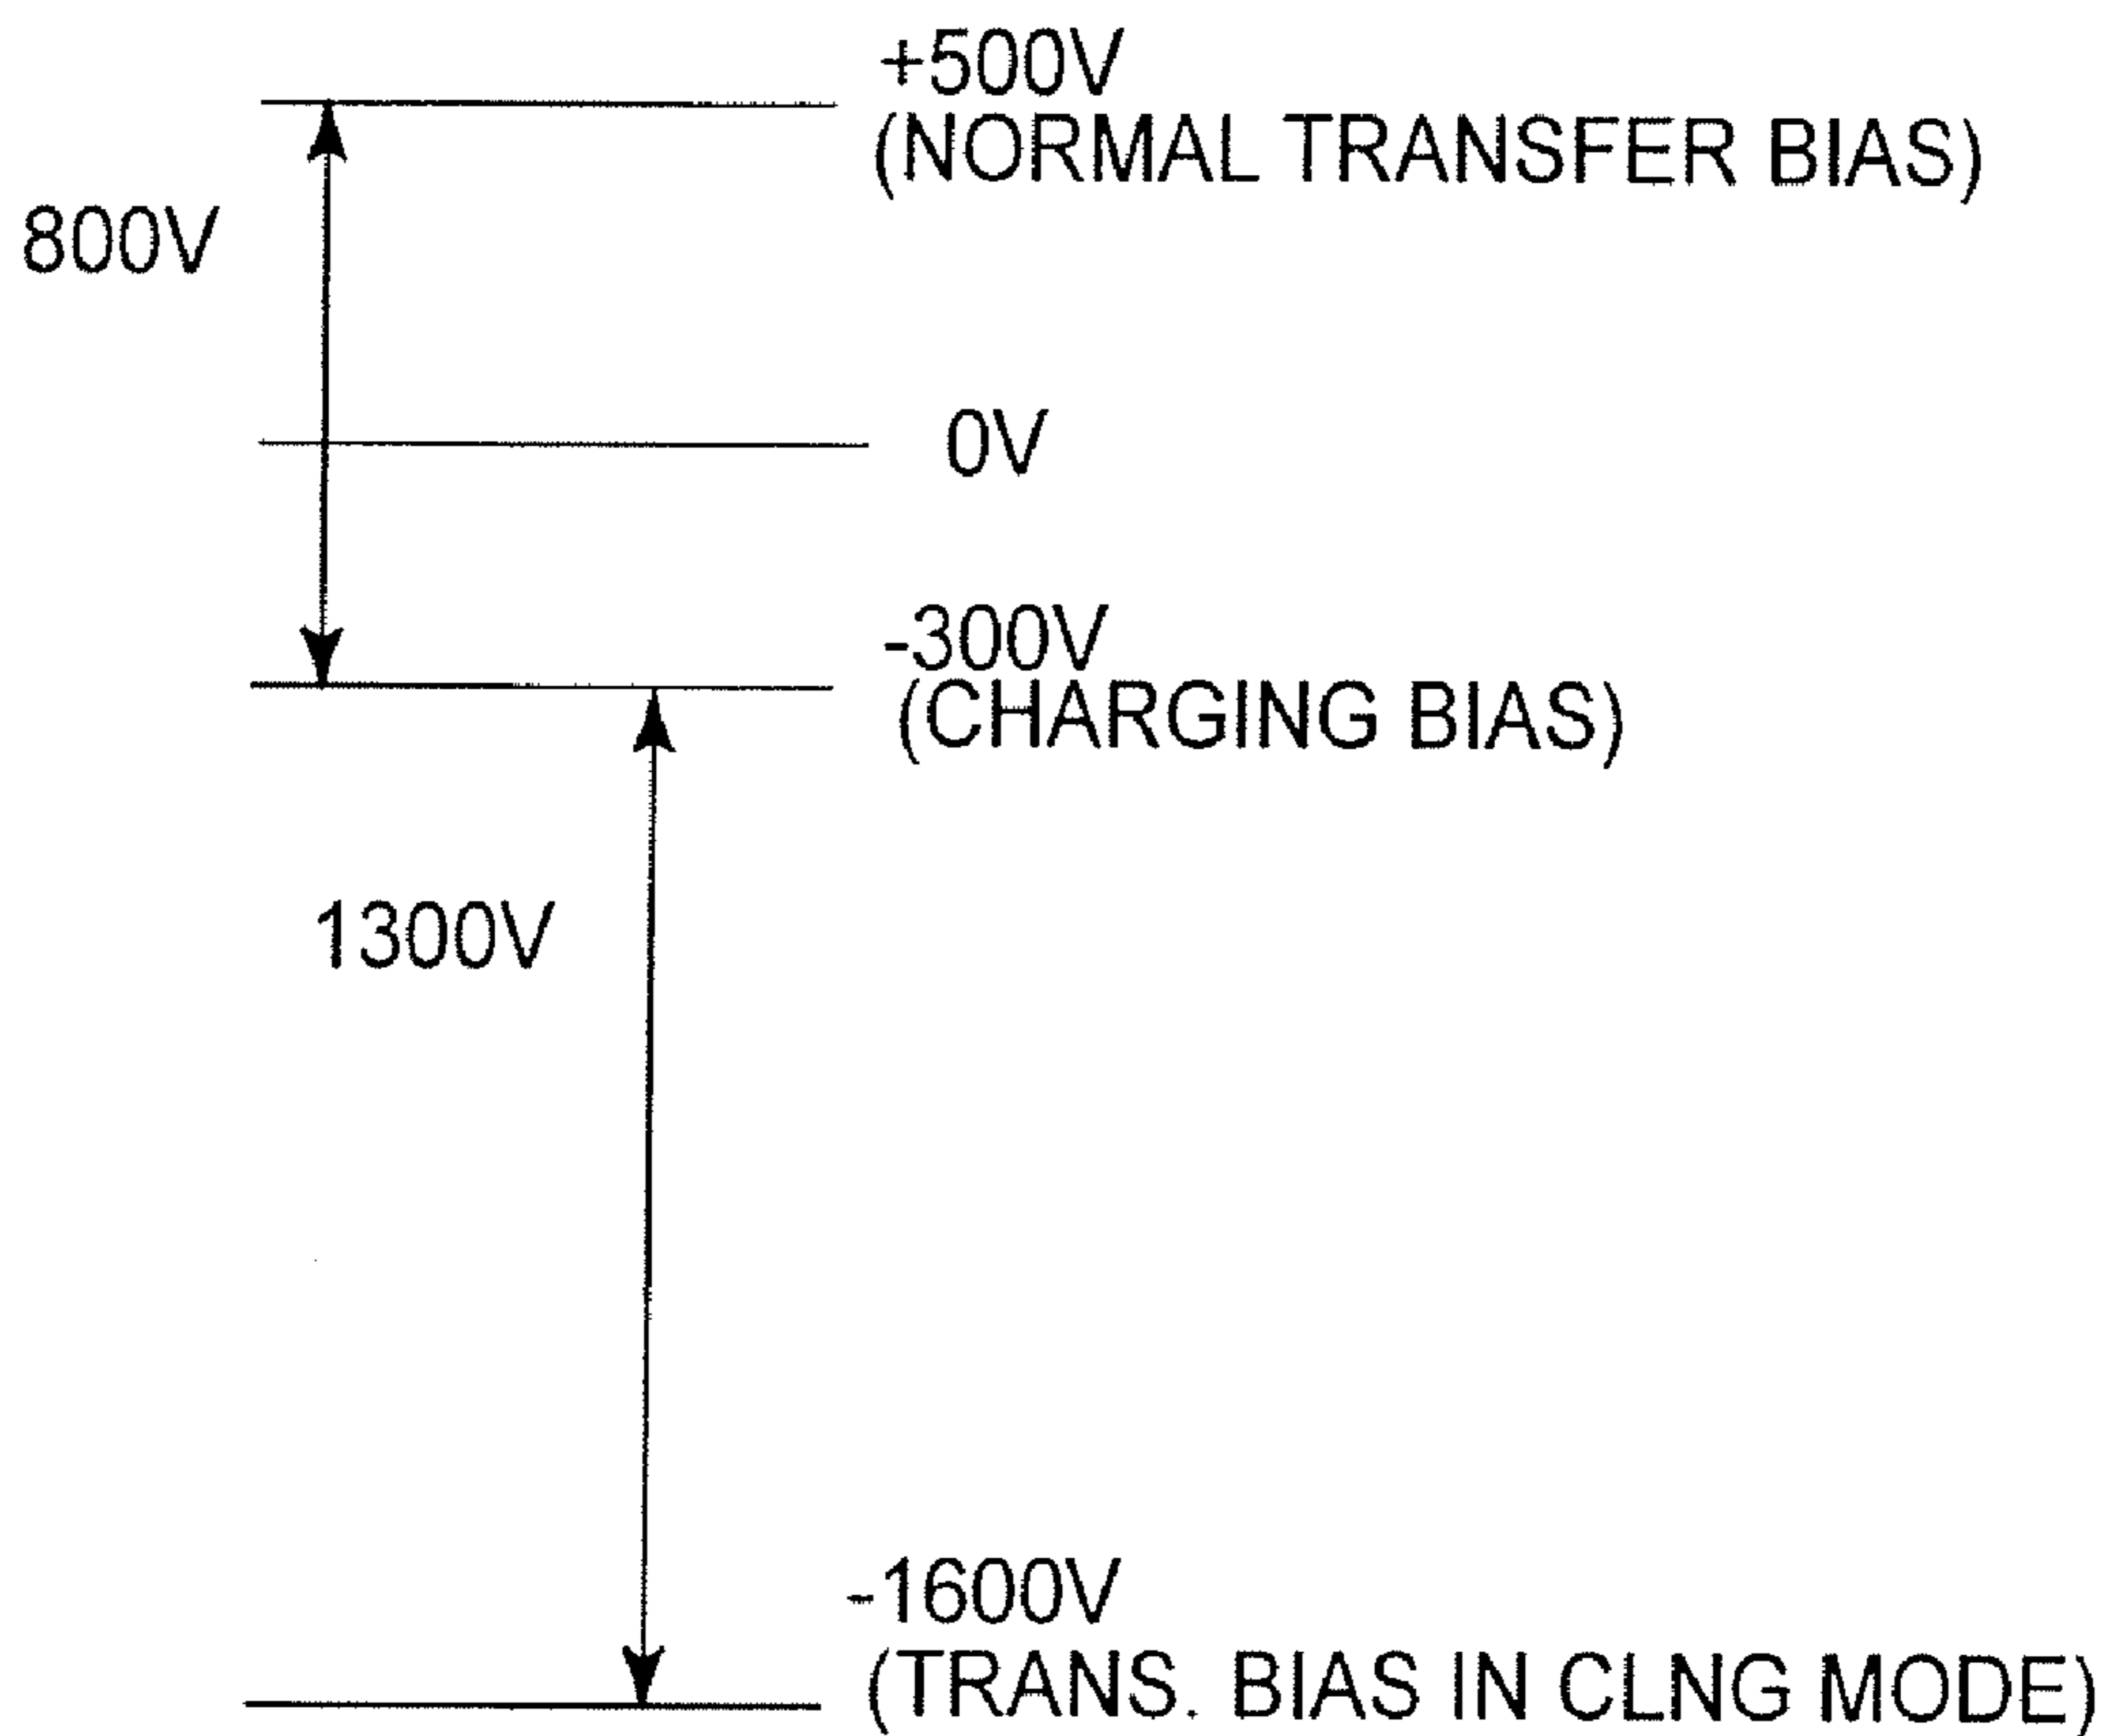 +500V
(NORMAL TRANSFER BIAS)
800V
0V
-300V
(CHARGING BIAS)
1300V
-1600V
(TRANS. BIAS IN CLNG MODE)